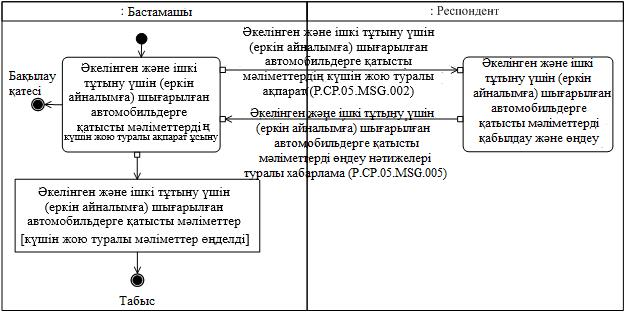 : Бастамашы
: Респондент
Бақылау
қатесі
Әкелінген және ішкі
тұтыну үшін (еркін
айналымға) шығарылған
автомобильдерге
қатысты мәліметтердің
күшін жою туралы ақпарат ұсыну
Әкелінген және ішкі тұтыну үшін
(еркін айналымға) шығарылған
автомобильдерге қатысты
мәліметтердің күшін жою туралы
ақпарат (P.CP.05.MSG.002)
Әкелінген және ішкі тұтыну үшін
(еркін айналымға) шығарылған
автомобильдерге қатысты
мәліметтерді өңдеу нәтижелері
туралы хабарлама (P.CP.05.MSG.005)
Әкелінген және ішкі
тұтыну үшін (еркін
айналымға) шығарылған
автомобильдерге
қатысты мәліметтерді
қабылдау және өңдеу
Әкелінген және ішкі тұтыну үшін
(еркін айналымға) шығарылған
автомобильдерге қатысты мәліметтер
[күшін жою туралы мәліметтер өңделді]
Табыс